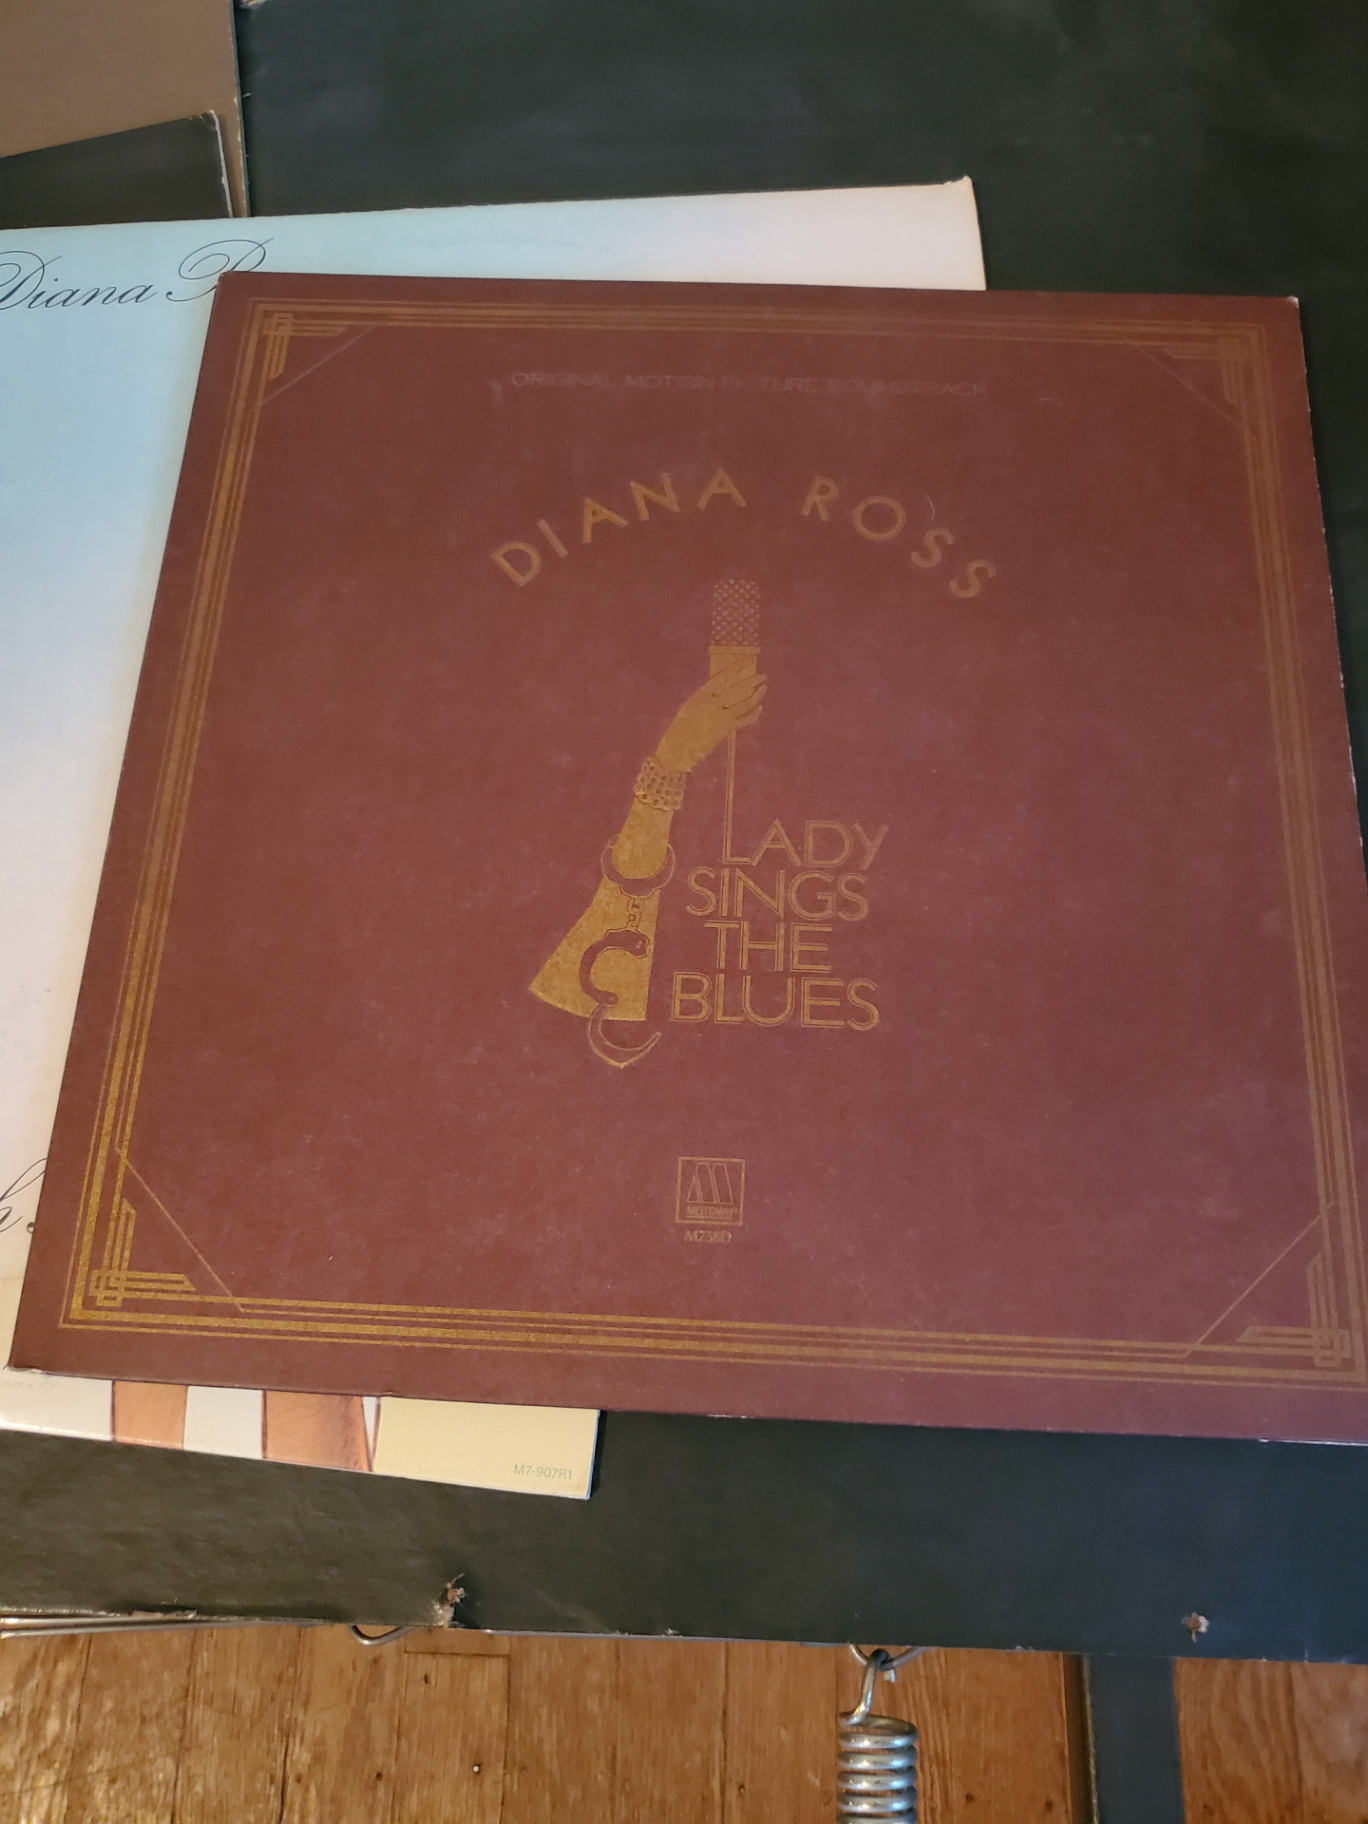 Diana
ORIGINAL MOTION PICTURE SOUNDTRACK
DIANA ROSS
LADY
SINGS
THE
BLUES
MOTOWN
M758D
M7-907R1